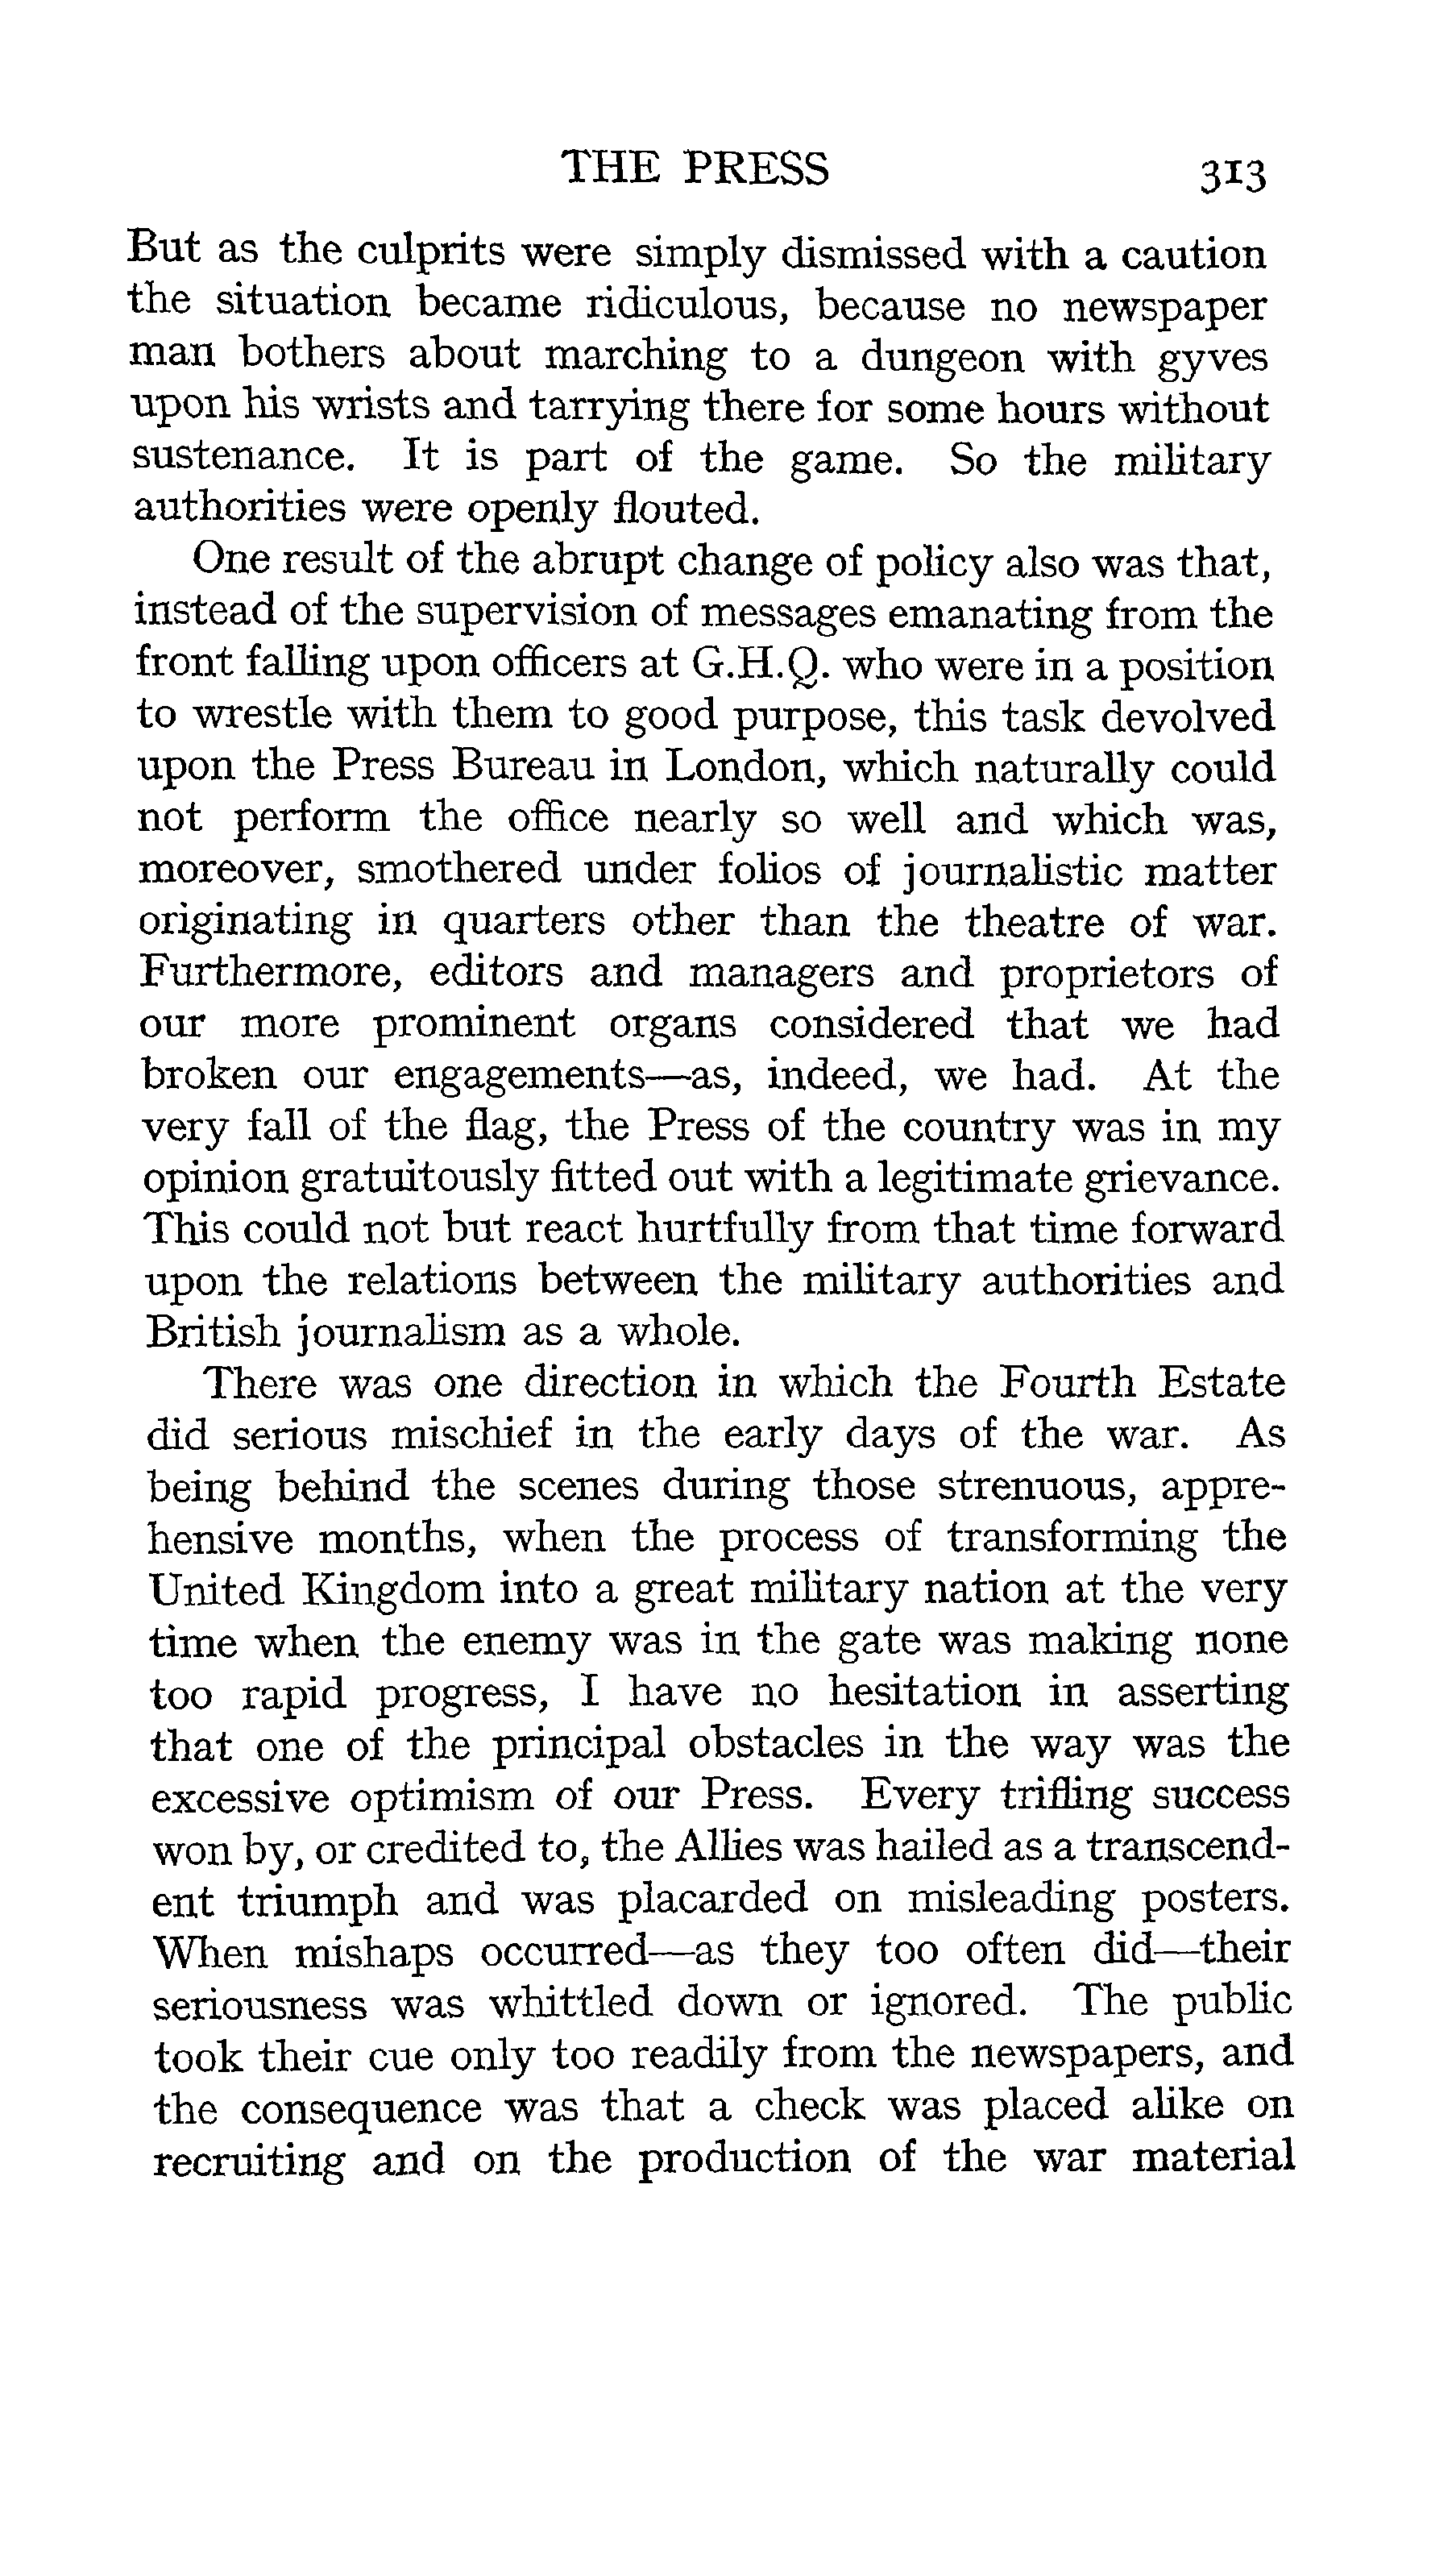 THE PRESS 313
But as the culprits were simply dismissed with a caution
the situation became ridiculous, because no newspaper
man bothers about marching to a dungeon with gyves
upon his wrists and tarrying there for some hours without
sustenance. It is part of the game. So the military
authorities were openly flouted.
One result of the abrupt change of policy also was that,
instead of the supervision of messages emanating from the
front falling upon officers at G.H.Q. who were in a position
to wrestle with them to good purpose, this task devolved
upon the Press Bureau in London, which naturally could
not perform the office nearly so well and which was,
moreover, smothered under folios of journalistic matter
originating in quarters other than the theatre of war.
Furthermore, editors and managers and proprietors of
our more prominent organs considered that we had
broken our engagements—as, indeed, we had. At the
very fall of the flag, the Press of the country was in my
opinion gratuitously fitted out with a legitimate grievance.
This could not but react hurtfully from that time forward
upon the relations between the military authorities and
British journalism as a whole.
There was one direction in which the Fourth Estate
did serious mischief in the early days of the war. As
being behind the scenes during those strenuous, appre-
hensive months, when the process of transforming the
United Kingdom into a great military nation at the very
time when the enemy was in the gate was making none
too rapid progress, I have no hesitation in asserting
that one of the principal obstacles in the way was the
excessive optimism of our Press. Every trifling success
won by, or credited to, the Allies was hailed as a transcend-
ent triumph and was placarded on misleading posters.
When mishaps occurred—as they too often did—their
seriousness was whittled down or ignored. The public
took their cue only too readily from the newspapers, and
the consequence was that a check was placed alike on
recruiting and on the production of the war material